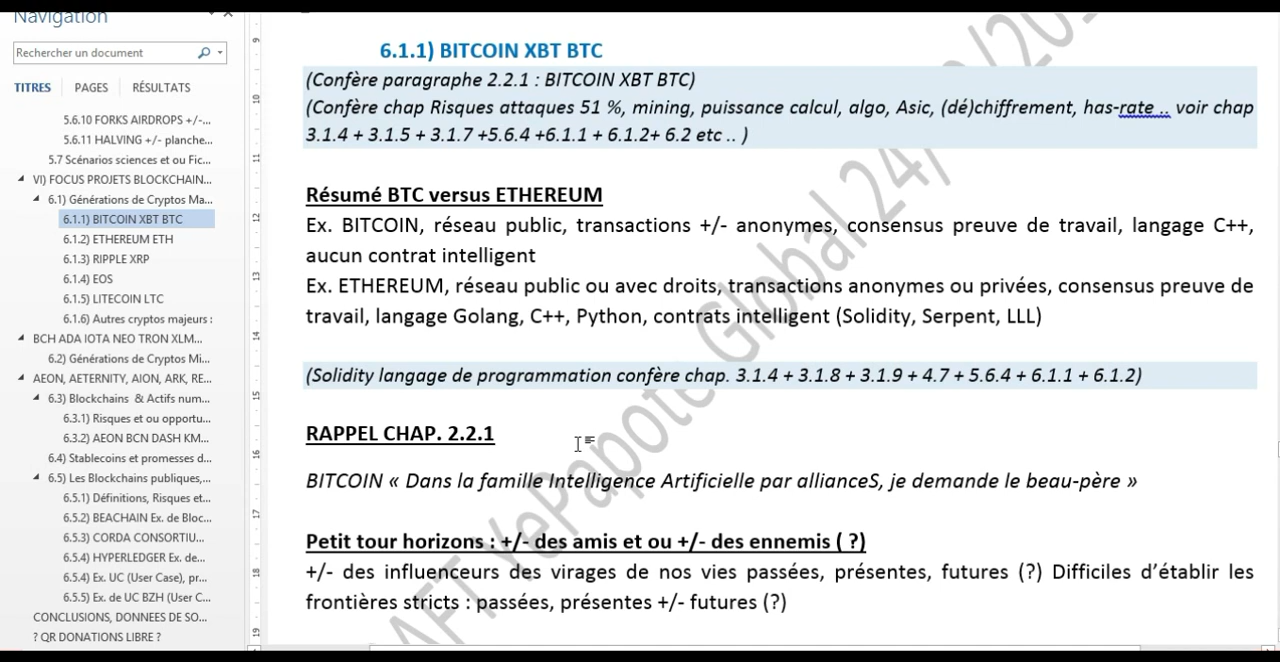 Navigation
Rechercher un document
TITRES PAGES RÉSULTATS
5.6.10 FORKS AIRDROPS +/-...
5.6.11 HALVING +/- planche...
5.7 Scénarios sciences et ou Fic...
VI) FOCUS PROJETS BLOCKCHAIN...
6.1) Générations de Cryptos Ma...
6.1.1) BITCOIN XBT BTC
6.1.2) ETHEREUM ETH
6.1.3) RIPPLE XRP
6.1.4) EOS
6.1.5) LITECOIN LTC
6.1.6) Autres cryptos majeurs :
BCH ADA IOTA NEO TRON XLM...
6.2) Générations de Cryptos Mi...
AEON, AETERNITY, AION, ARK, RE...
6.3) Blockchains & Actifs num...
6.3.1) Risques et ou opportu...
6.3.2) AEON BCN DASH KM...
6.4) Stablecoins et promesses d...
6.5) Les Blockchains publiques,...
6.5.1) Définitions, Risques et...
6.5.2) BEACHAIN Ex. de Bloc...
6.5.3) CORDA CONSORTIU...
6.5.4) HYPERLEDGER Ex. de...
6.5.4) Ex. UC (User Case), pr...
6.5.5) Ex. de UC BZH (User C...
CONCLUSIONS, DONNEES DE SO...
? QR DONATIONS LIBRE ?
9
10
11
12
13
14
15
16
17
18
19
6.1.1) BITCOIN XBT BTC
(Confère paragraphe 2.2.1 : BITCOIN XBT BTC)
(Confère chap Risques attaques 51 %, mining, puissance calcul, algo, Asic, (dé)chiffrement, has-rate.. voir chap
3.1.4 + 3.1.5 + 3.1.7 +5.6.4 +6.1.1 + 6.1.2+ 6.2 etc .. )
Résumé BTC versus ETHEREUM
Ex. BITCOIN, réseau public, transactions +/- anonymes, consensus preuve de travail, langage C++,
aucun contrat intelligent
Ex. ETHEREUM, réseau public ou avec droits, transactions anonymes ou privées, consensus preuve de
travail, langage Golang, C++, Python, contrats intelligent (Solidity, Serpent, LLL)
(Solidity langage de programmation confère chap. 3.1.4 + 3.1.8 + 3.1.9 + 4.7 + 5.6.4 + 6.1.1 + 6.1.2)
RAPPEL CHAP. 2.2.1
BITCOIN « Dans la famille Intelligence Artificielle par allianceS, je demande le beau-père »
Petit tour horizons : +/- des amis et ou +/- des ennemis ( ?)
+/- des influenceurs des virages de nos vies passées, présentes, futures (?) Difficiles d'établir les
frontières stricts : passées, présentes +/- futures (?)
AFT YePapote Global 24/